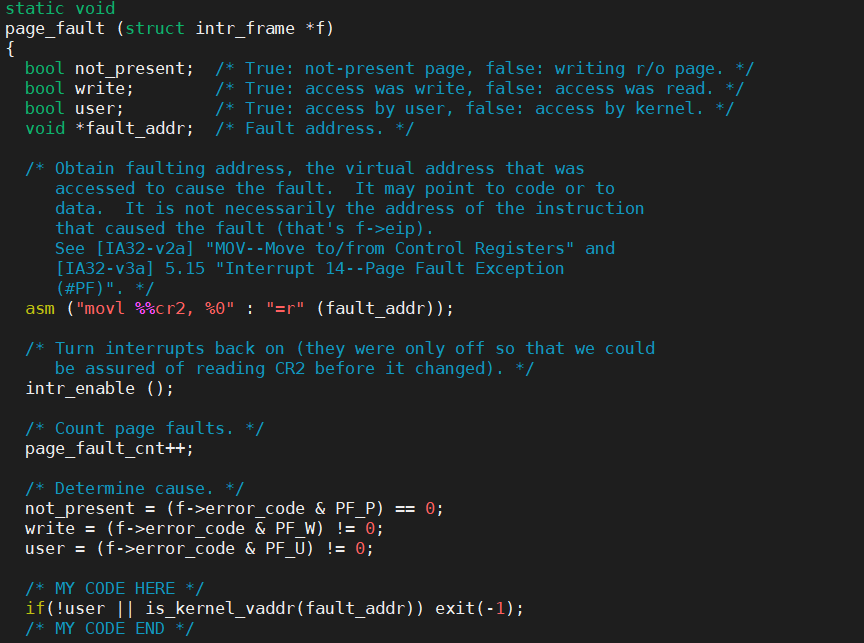 static void
page_fault (struct intr_frame *f)
{
  bool not_present;  /* True: not-present page, false: writing r/o page. */
  bool write;        /* True: access was write, false: access was read. */
  bool user;         /* True: access by user, false: access by kernel. */
  void *fault_addr;  /* Fault address. */

  /* Obtain faulting address, the virtual address that was
     accessed to cause the fault.  It may point to code or to
     data.  It is not necessarily the address of the instruction
     that caused the fault (that's f->eip).
     See [IA32-v2a] "MOV--Move to/from Control Registers" and
     [IA32-v3a] 5.15 "Interrupt 14--Page Fault Exception
     (#PF)". */
  asm ("movl %%cr2, %0" : "=r" (fault_addr));

  /* Turn interrupts back on (they were only off so that we could
     be assured of reading CR2 before it changed). */
  intr_enable ();

  /* Count page faults. */
  page_fault_cnt++;

  /* Determine cause. */
  not_present = (f->error_code & PF_P) == 0;
  write = (f->error_code & PF_W) != 0;
  user = (f->error_code & PF_U) != 0;

  /* MY CODE HERE */
  if(!user || is_kernel_vaddr(fault_addr)) exit(-1);
  /* MY CODE END */